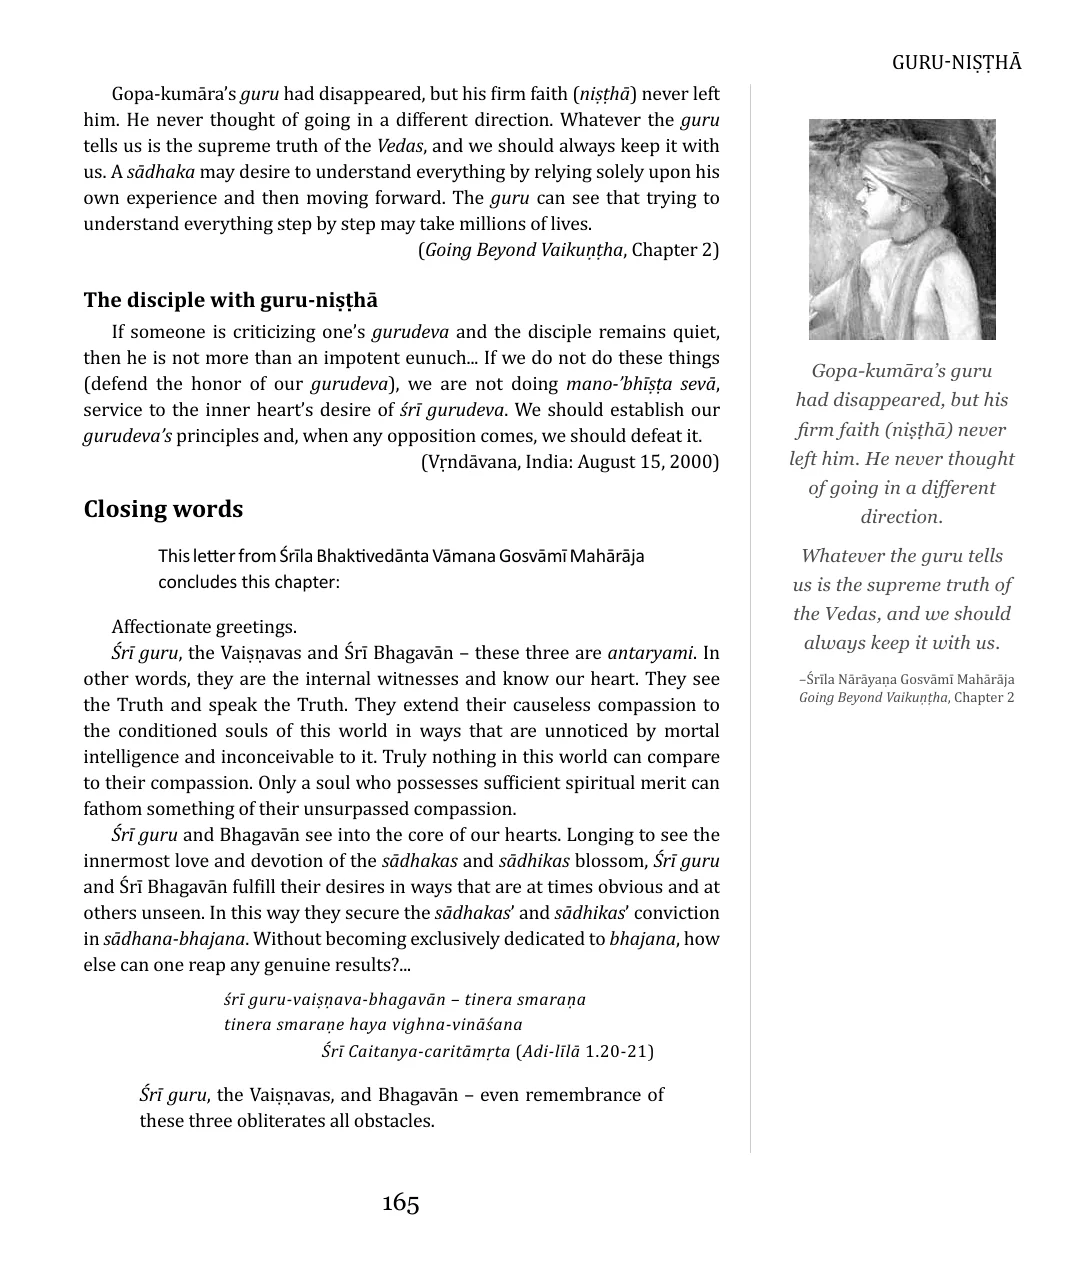 GURU-NIṢṬHĀ
Gopa-kumāra's guru had disappeared, but his firm faith (niṣṭhā) never left
him. He never thought of going in a different direction. Whatever the guru
tells us is the supreme truth of the Vedas, and we should always keep it with
us. A sādhaka may desire to understand everything by relying solely upon his
own experience and then moving forward. The guru can see that trying to
understand everything step by step may take millions of lives.
(Going Beyond Vaikuṇṭha, Chapter 2)
The disciple with guru-niṣṭhā
If someone is criticizing one's gurudeva and the disciple remains quiet,
then he is not more than an impotent eunuch... If we do not do these things
(defend the honor of our gurudeva), we are not doing mano-'bhīṣṭa sevā,
service to the inner heart's desire of śrī gurudeva. We should establish our
gurudeva's principles and, when any opposition comes, we should defeat it.
(Vṛndāvana, India: August 15, 2000)
Closing words
This letter from Śrīla Bhaktivedānta Vāmana Gosvāmī Mahārāja
concludes this chapter:
Affectionate greetings.
Śrī guru, the Vaiṣṇavas and Śrī Bhagavān – these three are antaryami. In
other words, they are the internal witnesses and know our heart. They see
the Truth and speak the Truth. They extend their causeless compassion to
the conditioned souls of this world in ways that are unnoticed by mortal
intelligence and inconceivable to it. Truly nothing in this world can compare
to their compassion. Only a soul who possesses sufficient spiritual merit can
fathom something of their unsurpassed compassion.
Śrī guru and Bhagavān see into the core of our hearts. Longing to see the
innermost love and devotion of the sādhakas and sādhikas blossom, Śrī guru
and Śrī Bhagavān fulfill their desires in ways that are at times obvious and at
others unseen. In this way they secure the sādhakas' and sādhikas' conviction
in sādhana-bhajana. Without becoming exclusively dedicated to bhajana, how
else can one reap any genuine results?...
śrī guru-vaiṣṇava-bhagavān – tinera smaraṇa
tinera smaraṇe haya vighna-vināśana
Śrī Caitanya-caritāmṛta (Adi-līlā 1.20-21)
Śrī guru, the Vaiṣṇavas, and Bhagavān – even remembrance of
these three obliterates all obstacles.
Gopa-kumāra's guru
had disappeared, but his
firm faith (niṣṭhā) never
left him. He never thought
of going in a different
direction.
Whatever the guru tells
us is the supreme truth of
the Vedas, and we should
always keep it with us.
–Śrīla Nārāyaṇa Gosvāmī Mahārāja
Going Beyond Vaikuṇṭha, Chapter 2
165